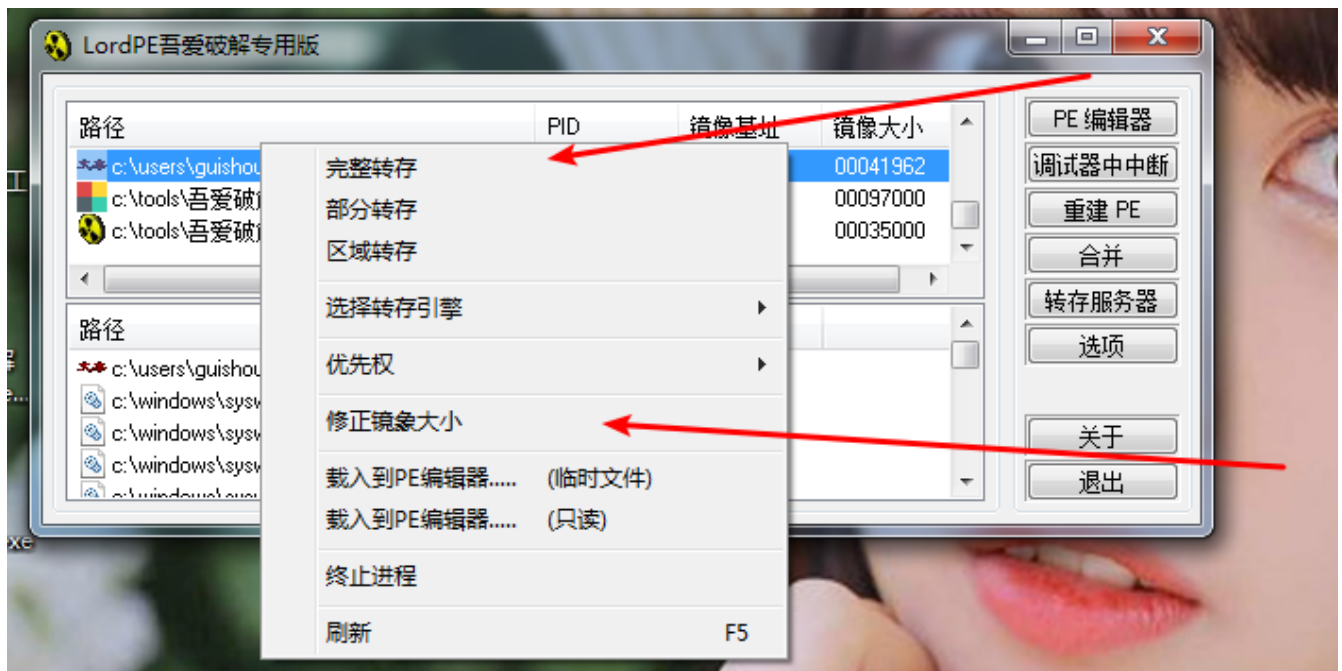 LordPE吾爱破解专用版
路径 PID 镜像基址 镜像大小
c:\users\guishou 00041962
c:\tools\吾爱破 00097000
c:\tools\吾爱破 00035000
路径
c:\users\guishou
c:\windows\sysw
c:\windows\sysw
c:\windows\sysw
完整转存
部分转存
区域转存
选择转存引擎
优先权
修正镜象大小
载入到PE编辑器..... (临时文件)
载入到PE编辑器..... (只读)
终止进程
刷新 F5
PE 编辑器
调试器中中断
重建 PE
合并
转存服务器
选项
关于
退出